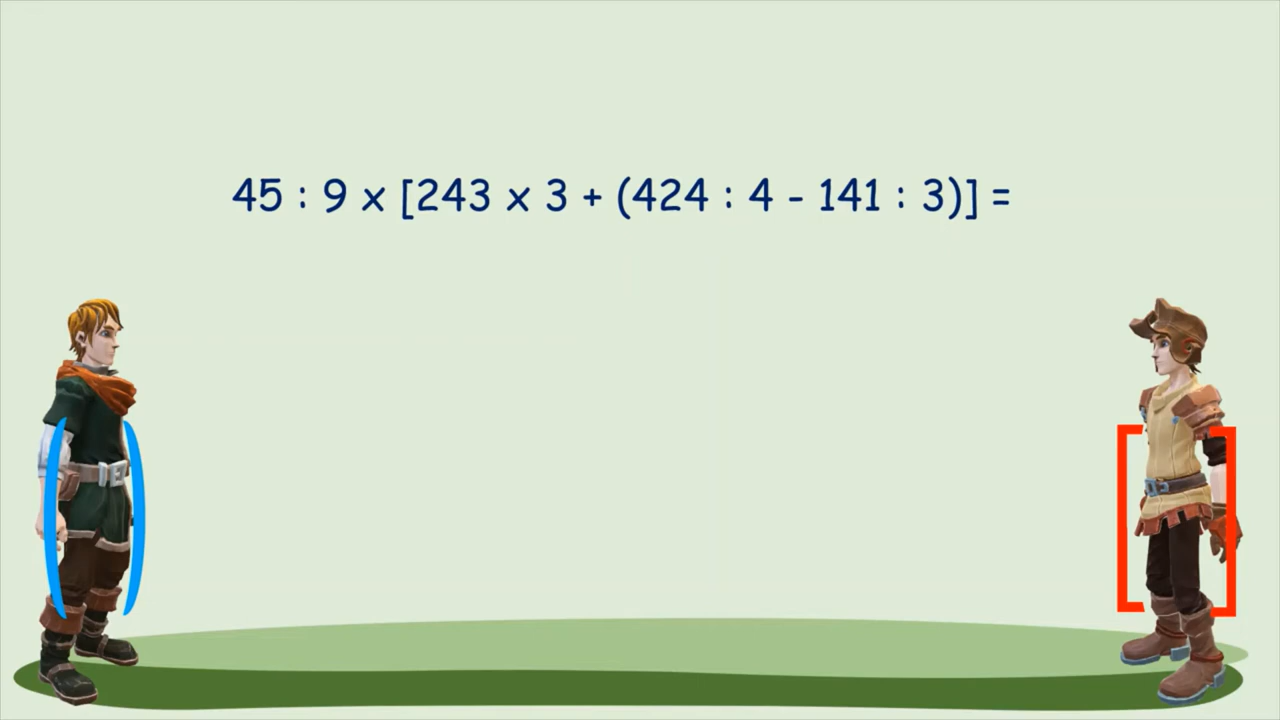 45 : 9 x [243 x 3 + (424 : 4 - 141 : 3)] =